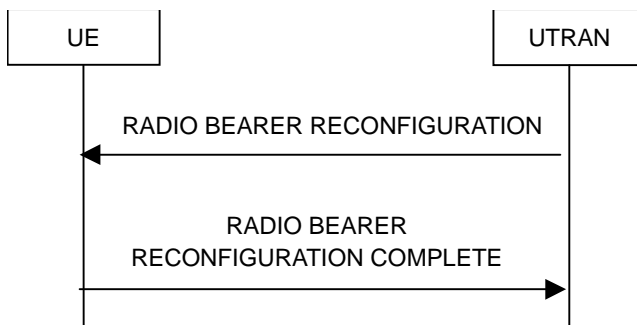 UE
UTRAN
RADIO BEARER RECONFIGURATION
RADIO BEARER
RECONFIGURATION COMPLETE